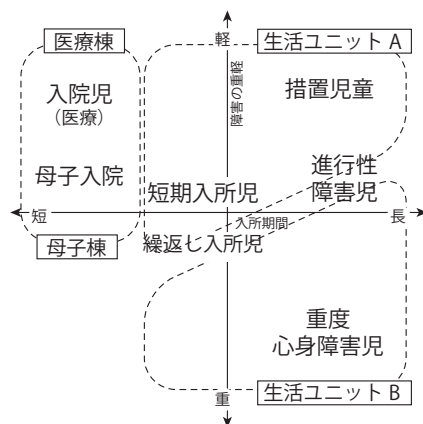 医療棟
軽
生活ユニット A
障害の重軽
入院児
（医療）
措置児童
母子入院
進行性
障害児
短期入所児
短
入所期間
長
母子棟
繰返し入所児
重度
心身障害児
重
生活ユニット B